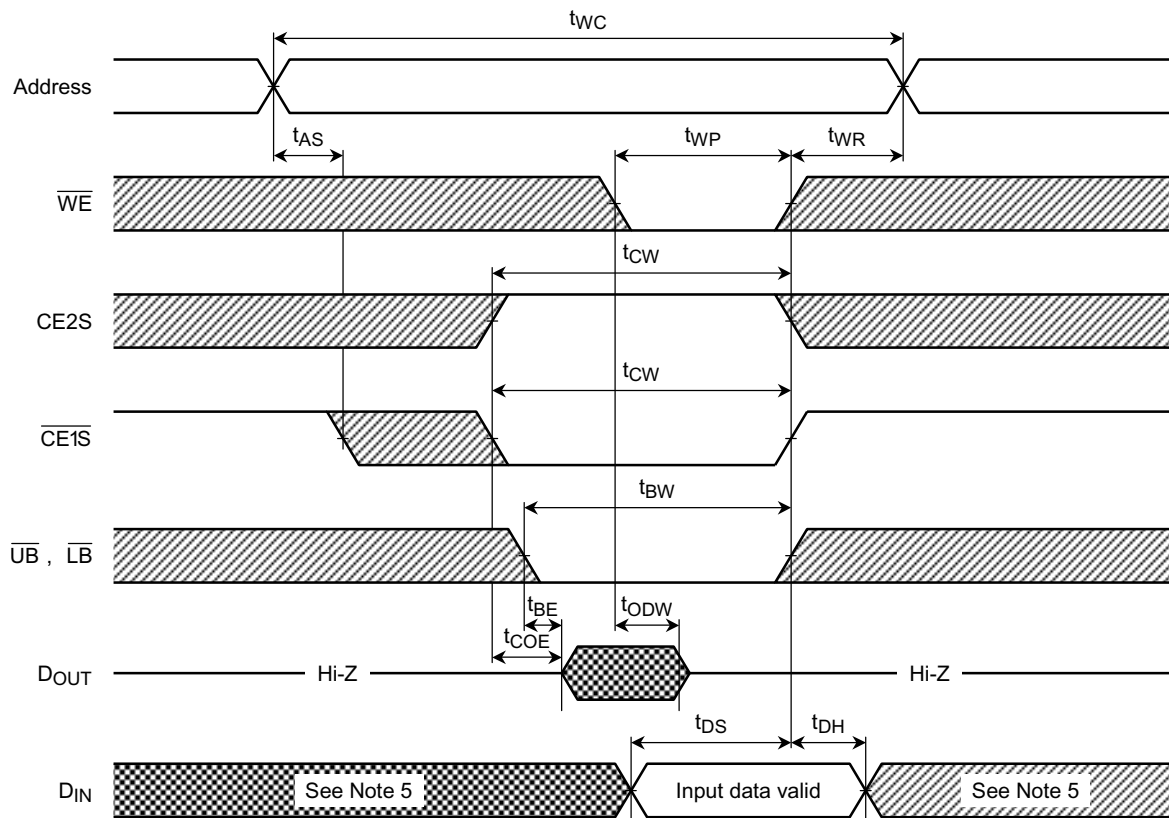 tWC
Address
tAS
tWP
tWR
WE
tCW
CE2S
tCW
CE1S
tBW
UB , LB
tBE
tODW
tCOE
DOUT
Hi-Z
Hi-Z
tDS
tDH
DIN
See Note 5
Input data valid
See Note 5